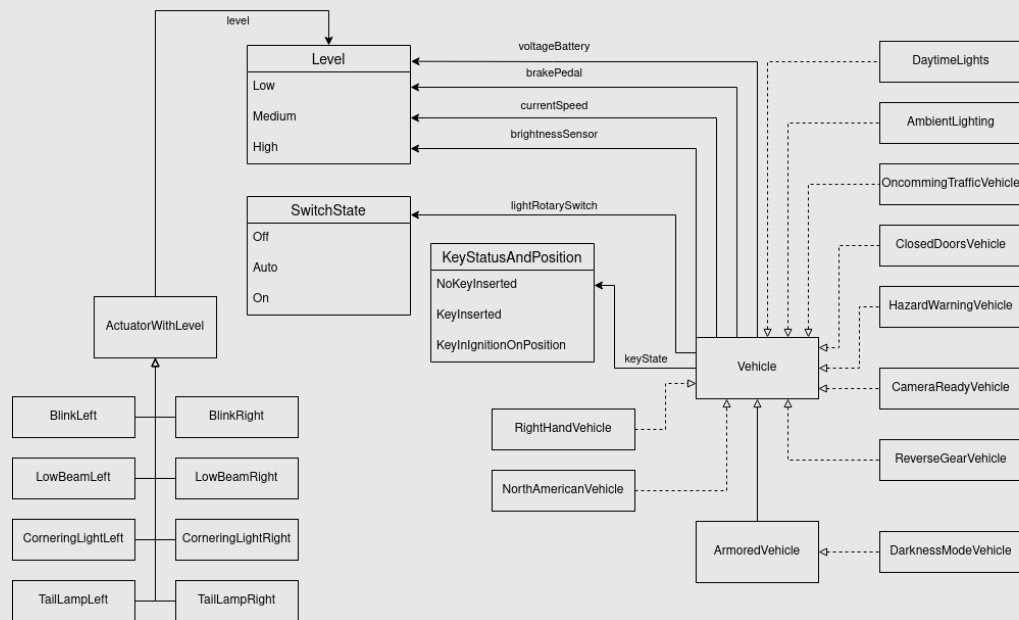 level
Level
Low
Medium
High
voltageBattery
brakePedal
currentSpeed
brightnessSensor
DaytimeLights
AmbientLighting
OncommingTrafficVehicle
SwitchState
Off
Auto
On
lightRotarySwitch
KeyStatusAndPosition
NoKeyInserted
KeyInserted
KeyInIgnitionOnPosition
keyState
ClosedDoorsVehicle
HazardWarningVehicle
ActuatorWithLevel
Vehicle
CameraReadyVehicle
BlinkLeft
BlinkRight
RightHandVehicle
ReverseGearVehicle
LowBeamLeft
LowBeamRight
NorthAmericanVehicle
CorneringLightLeft
CorneringLightRight
ArmoredVehicle
DarknessModeVehicle
TailLampLeft
TailLampRight